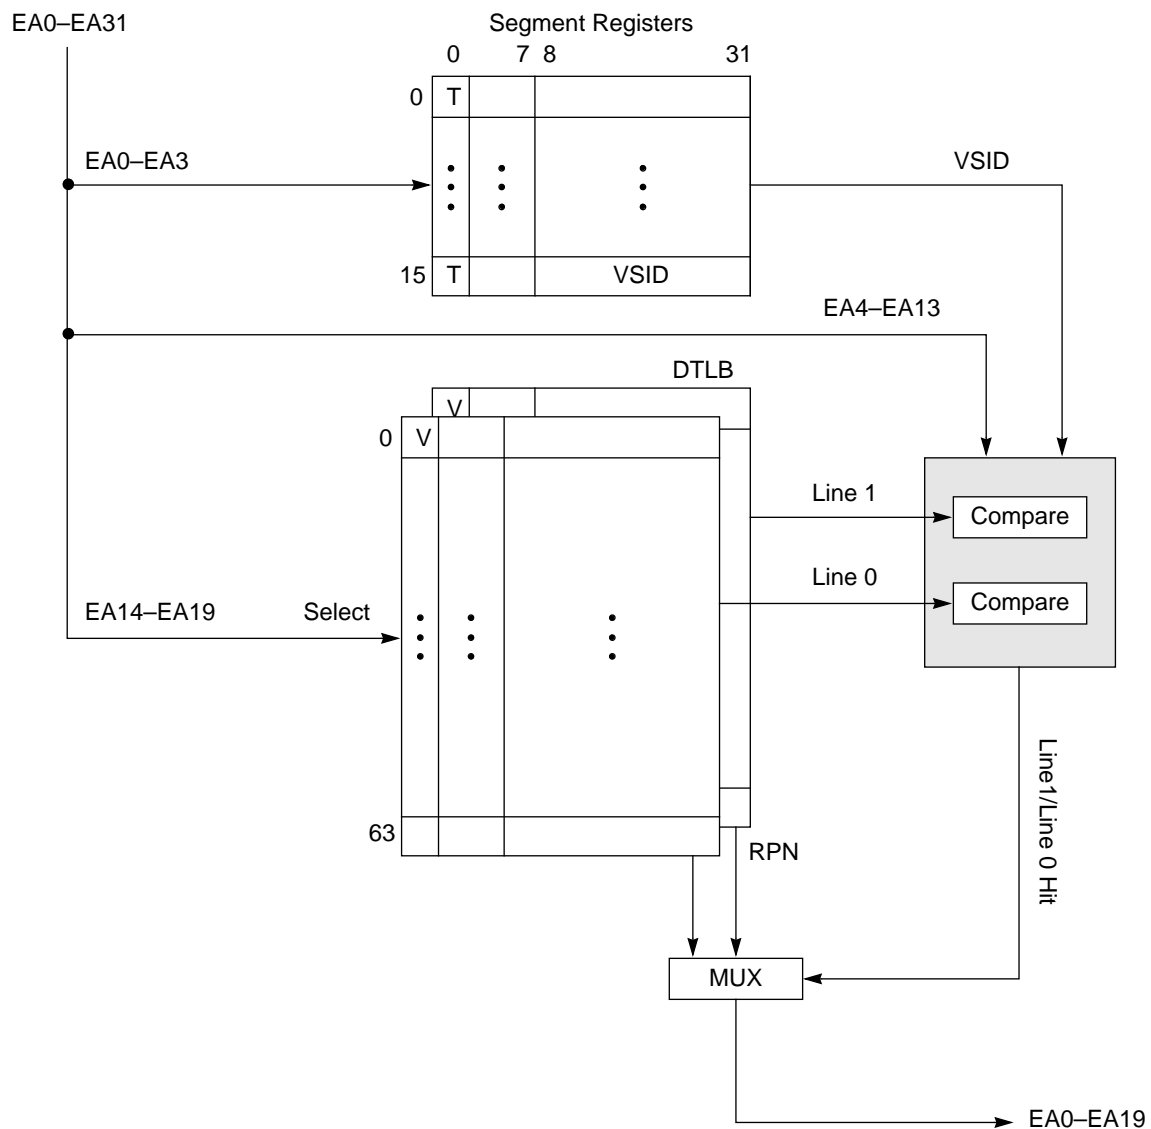 EA0–EA31
Segment Registers
0 7 8 31
0 T
EA0–EA3
VSID
15 T VSID
EA4–EA13
DTLB
V
0 V
Line 1
Compare
Line 0
Compare
EA14–EA19 Select
63
RPN
Line1/Line 0 Hit
MUX
EA0–EA19